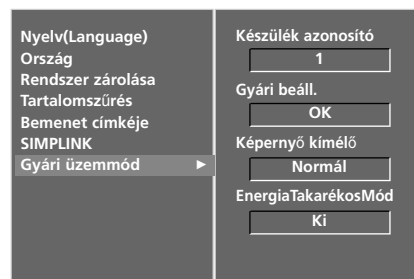 Nyelv(Language)
Ország
Rendszer zárolása
Tartalomszűrés
Bemenet címkéje
SIMPLINK
Gyári üzemmód ►
Készülék azonosító
1
Gyári beáll.
OK
Képernyő kímélő
Normál
EnergiaTakarékosMód
Ki